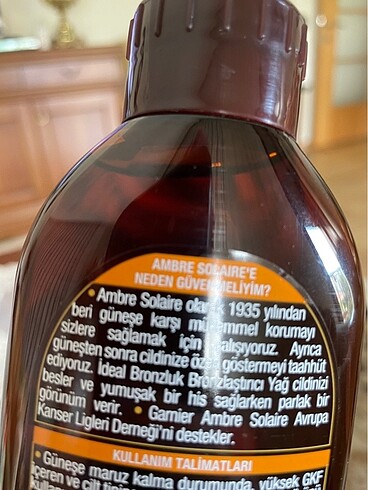 AMBRE SOLAIRE'E
NEDEN GÜVENMELİYİM?
• Ambre Solaire olarak 1935 yılından
beri güneşe karşı mükemmel korumayı
sizlere sağlamak için çalışıyoruz. Ayrıca
güneşten sonra cildinize özen göstermeyi taahhüt
ediyoruz. İdeal Bronzluk Bronzlaştırıcı Yağ cildinizi
besler ve yumuşak bir his sağlarken parlak bir
görünüm verir. • Garnier Ambre Solaire Avrupa
Kanser Ligleri Derneği'ni destekler.
KULLANIM TALİMATLARI
• Güneşe maruz kalma durumunda, yüksek GKF
içeren ve cilt